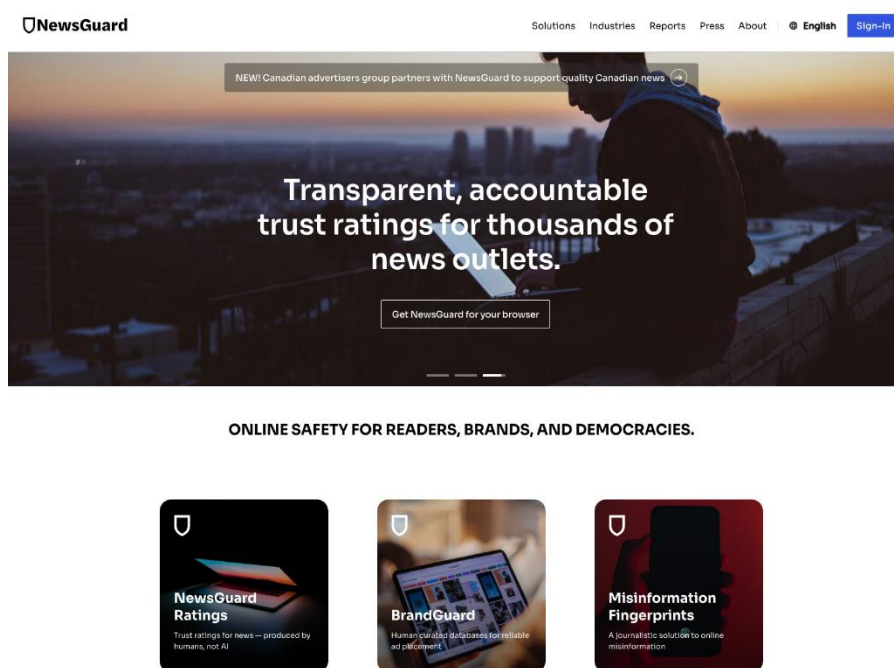 NewsGuard
Solutions Industries Reports Press About English Sign-In
NEW! Canadian advertisers group partners with NewsGuard to support quality Canadian news
Transparent, accountable
trust ratings for thousands of
news outlets.
Get NewsGuard for your browser
ONLINE SAFETY FOR READERS, BRANDS, AND DEMOCRACIES.
NewsGuard
Ratings
Trust ratings for news — produced by
humans, not AI
BrandGuard
Human curated databases for reliable
ad placement
Misinformation
Fingerprints
A journalistic solution to online
misinformation